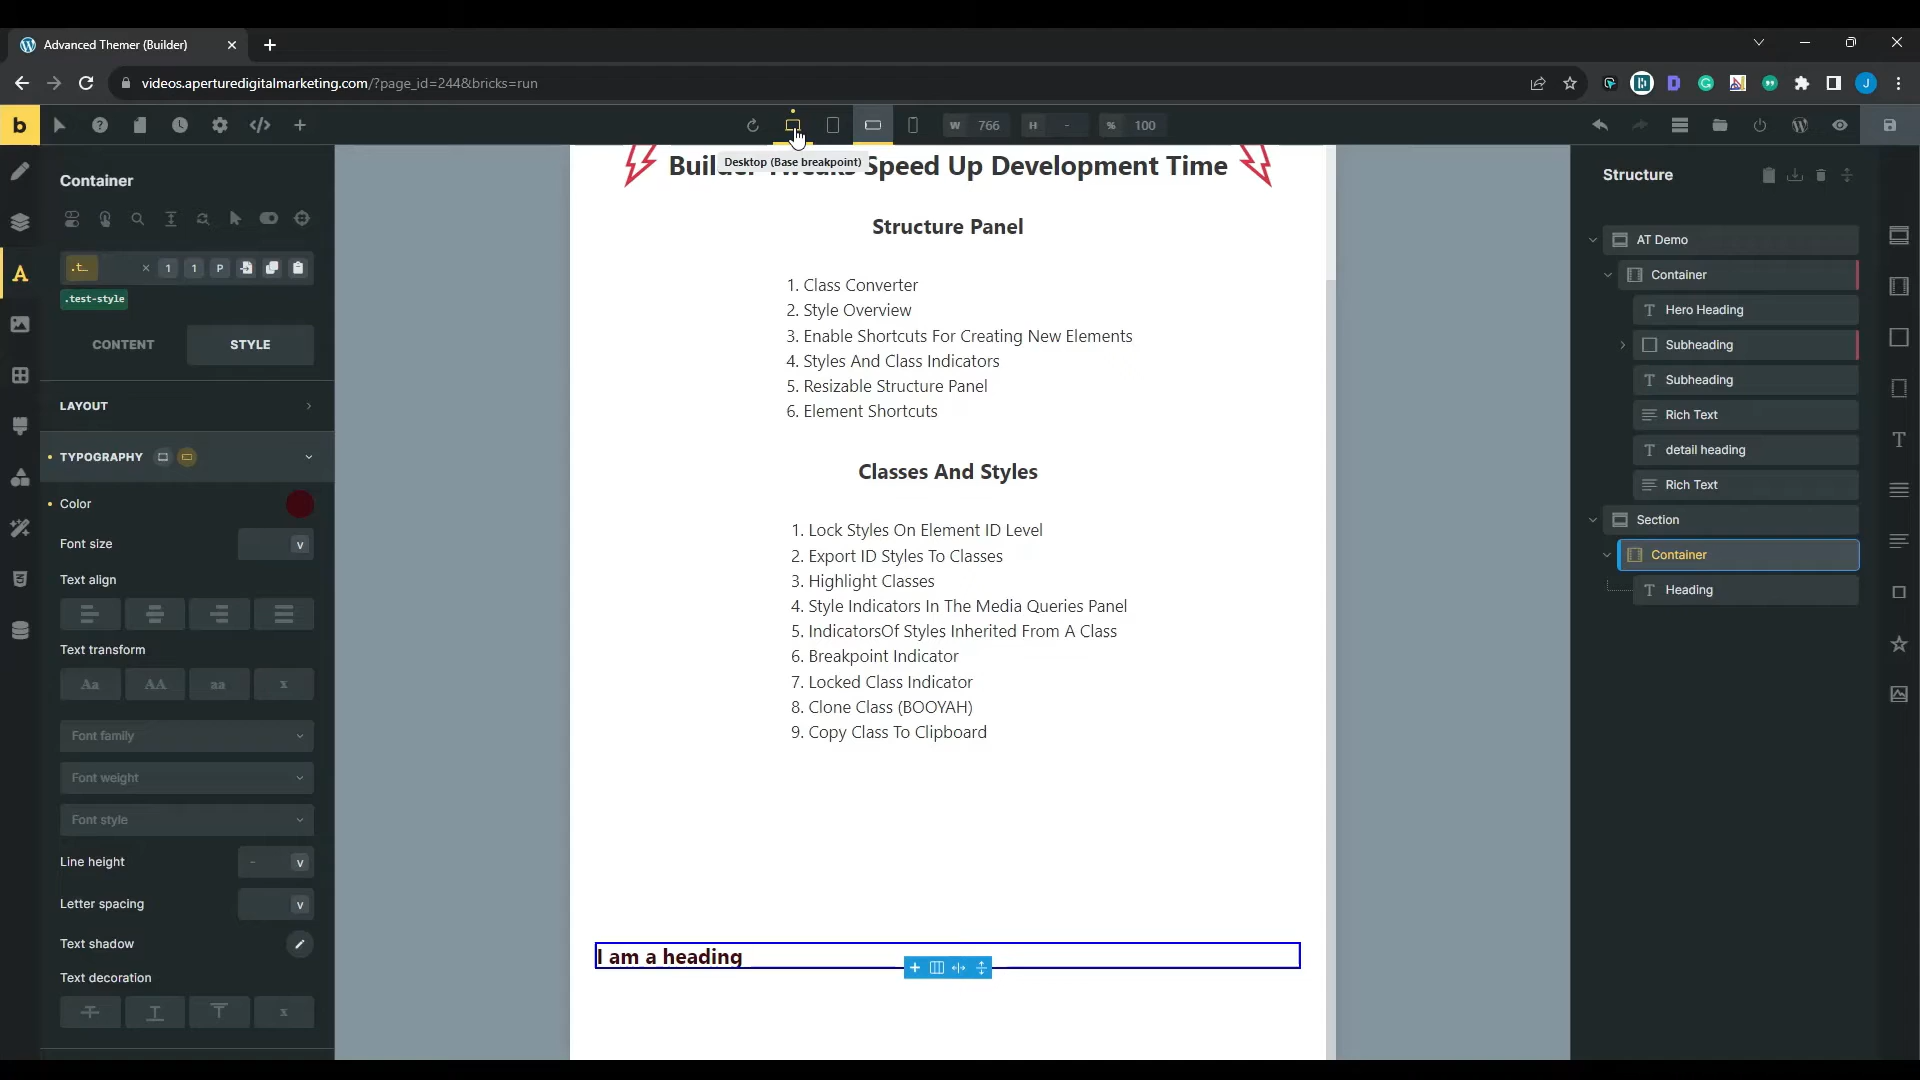 Advanced Themer (Builder)
videos.aperturedigitalmarketing.com/?page_id=244&bricks=run
J
b
W 766
H -
% 100
Desktop (Base breakpoint)
Container
.t_
× 1 1 P
.test-style
CONTENT
STYLE
LAYOUT
TYPOGRAPHY
Color
Font size
v
Text align
Text transform
Aa AA aa x
Font family
Font weight
Font style
Line height
- v
Letter spacing
v
Text shadow
Text decoration
x
Speed Up Development Time
Structure Panel
1. Class Converter
2. Style Overview
3. Enable Shortcuts For Creating New Elements
4. Styles And Class Indicators
5. Resizable Structure Panel
6. Element Shortcuts
Classes And Styles
1. Lock Styles On Element ID Level
2. Export ID Styles To Classes
3. Highlight Classes
4. Style Indicators In The Media Queries Panel
5. IndicatorsOf Styles Inherited From A Class
6. Breakpoint Indicator
7. Locked Class Indicator
8. Clone Class (BOOYAH)
9. Copy Class To Clipboard
I am a heading
Structure
AT Demo
Container
Hero Heading
Subheading
Subheading
Rich Text
detail heading
Rich Text
Section
Container
Heading